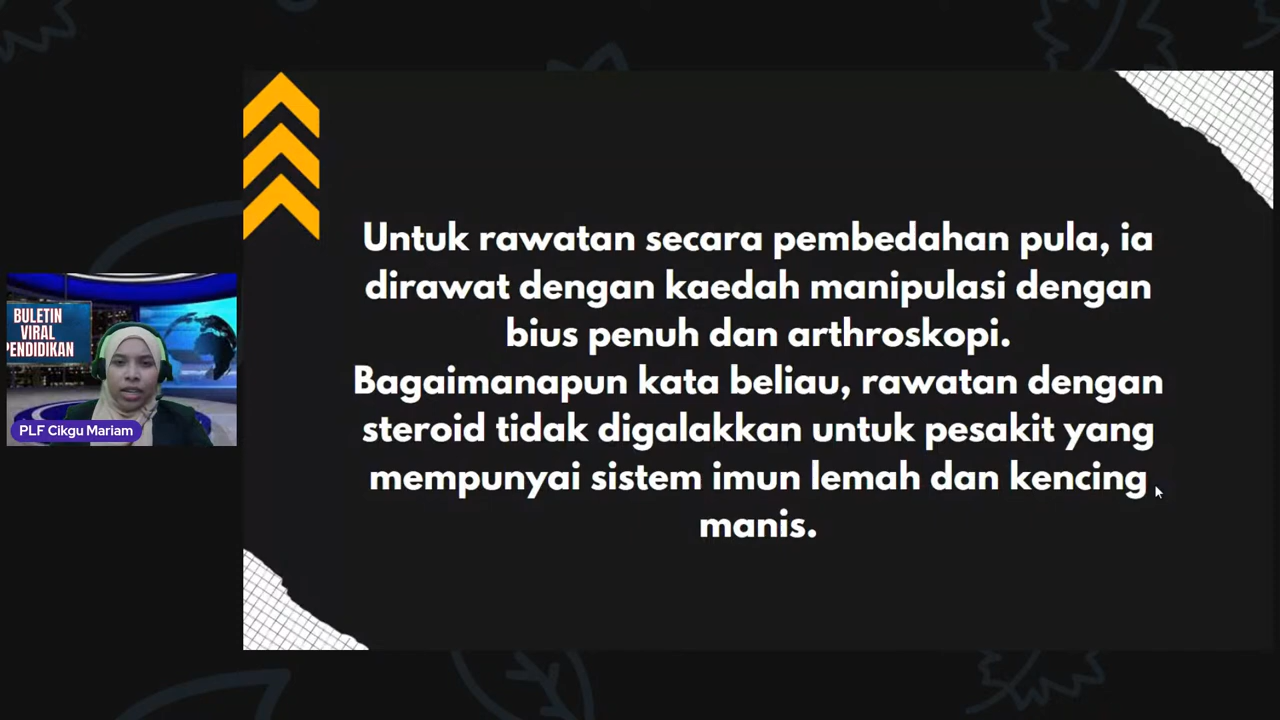 Untuk rawatan secara pembedahan pula, ia
dirawat dengan kaedah manipulasi dengan
bius penuh dan arthroskopi.
Bagaimanapun kata beliau, rawatan dengan
steroid tidak digalakkan untuk pesakit yang
mempunyai sistem imun lemah dan kencing
manis.
BULETIN
VIRAL
PENDIDIKAN
PLF Cikgu Mariam